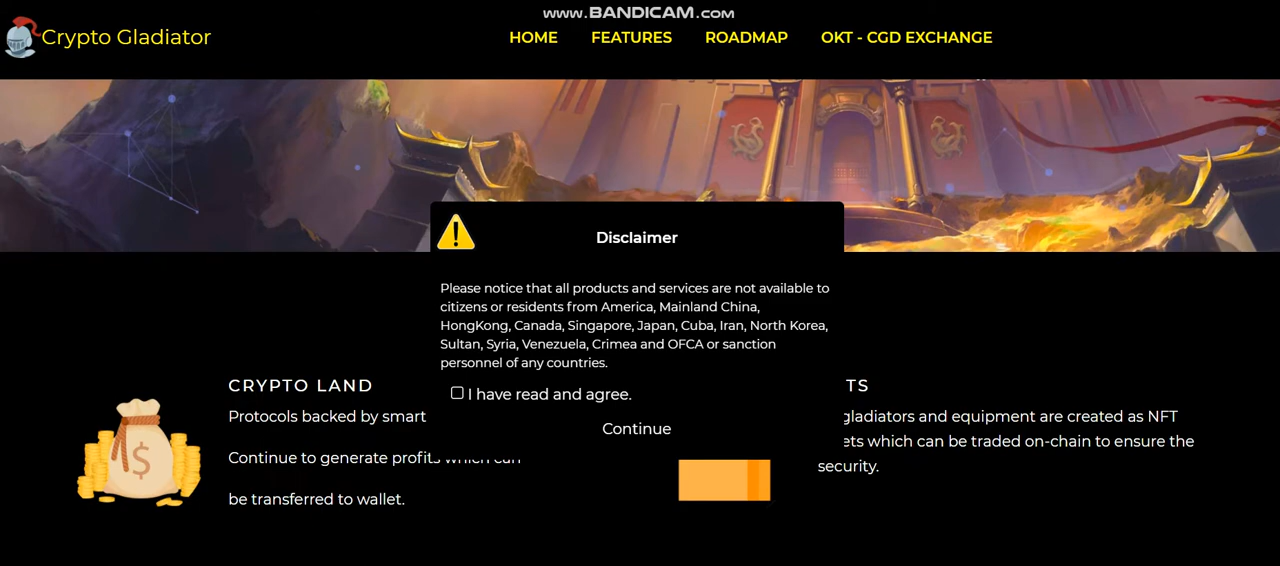 www.BANDICAM.com
Crypto Gladiator
HOME
FEATURES
ROADMAP
OKT - CGD EXCHANGE
Disclaimer
Please notice that all products and services are not available to
citizens or residents from America, Mainland China,
HongKong, Canada, Singapore, Japan, Cuba, Iran, North Korea,
Sultan, Syria, Venezuela, Crimea and OFCA or sanction
personnel of any countries.
I have read and agree.
Continue
CRYPTO LAND
Protocols backed by smart
Continue to generate profits which can
be transferred to wallet.
TS
gladiators and equipment are created as NFT
ets which can be traded on-chain to ensure the
security.